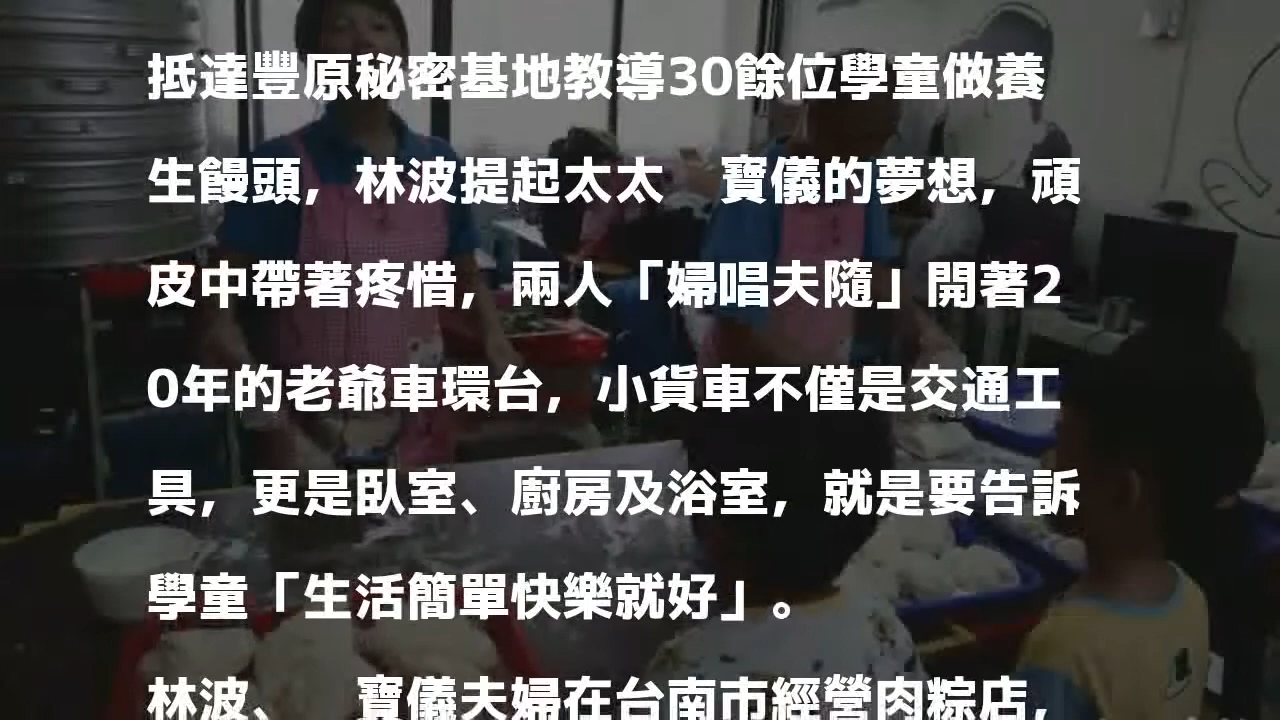 抵達豐原秘密基地教導30餘位學童做養
生饅頭，林波提起太太　寶儀的夢想，頑
皮中帶著疼惜，兩人「婦唱夫隨」開著2
0年的老爺車環台，小貨車不僅是交通工
具，更是臥室、廚房及浴室，就是要告訴
學童「生活簡單快樂就好」。
林波、　寶儀夫婦在台南市經營肉粽店，